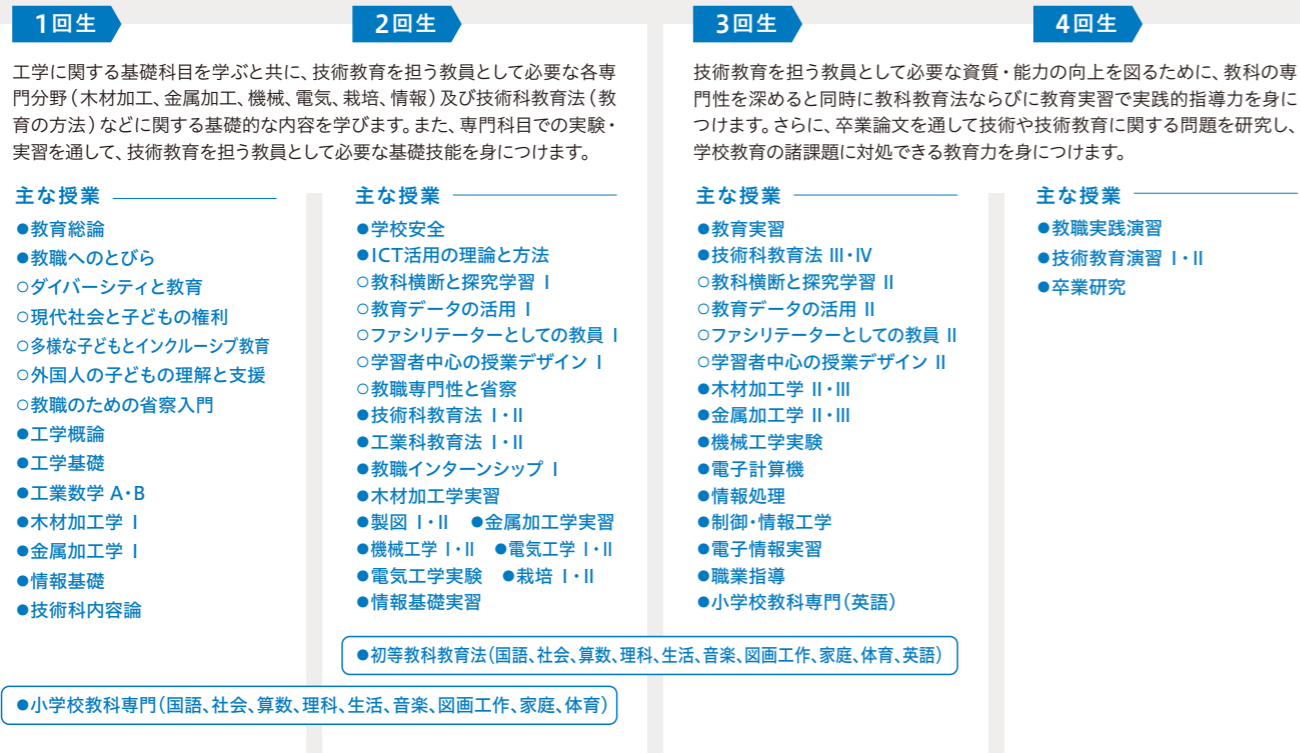 1回生
2回生
工学に関する基礎科目を学ぶと共に、技術教育を担う教員として必要な各専
門分野(木材加工、金属加工、機械、電気、栽培、情報)及び技術科教育法(教
育の方法)などに関する基礎的な内容を学びます。また、専門科目での実験・
実習を通して、技術教育を担う教員として必要な基礎技能を身につけます。
主な授業
●教育総論
●教職へのとびら
○ダイバーシティと教育
○現代社会と子どもの権利
○多様な子どもとインクルーシブ教育
○外国人の子どもの理解と支援
○教職のための省察入門
●工学概論
●工学基礎
●工業数学 A・B
●木材加工学 I
●金属加工学 I
●情報基礎
●技術科内容論
主な授業
●学校安全
●ICT活用の理論と方法
○教科横断と探究学習 I
○教育データの活用 I
○ファシリテーターとしての教員 I
○学習者中心の授業デザイン I
○教職専門性と省察
●技術科教育法 I・II
●工業科教育法 I・II
●教職インターンシップ I
●木材加工学実習
●製図 I・II ●金属加工学実習
●機械工学 I・II ●電気工学 I・II
●電気工学実験 ●栽培 I・II
●情報基礎実習
3回生
4回生
技術教育を担う教員として必要な資質・能力の向上を図るために、教科の専
門性を深めると同時に教科教育法ならびに教育実習で実践的指導力を身に
つけます。さらに、卒業論文を通して技術や技術教育に関する問題を研究し、
学校教育の諸課題に対処できる教育力を身につけます。
主な授業
●教育実習
●技術科教育法 III・IV
○教科横断と探究学習 II
○教育データの活用 II
○ファシリテーターとしての教員 II
○学習者中心の授業デザイン II
●木材加工学 II・III
●金属加工学 II・III
●機械工学実験
●電子計算機
●情報処理
●制御・情報工学
●電子情報実習
●職業指導
●小学校教科専門(英語)
主な授業
●教職実践演習
●技術教育演習 I・II
●卒業研究
●初等教科教育法(国語、社会、算数、理科、生活、音楽、図画工作、家庭、体育、英語)
●小学校教科専門(国語、社会、算数、理科、生活、音楽、図画工作、家庭、体育)